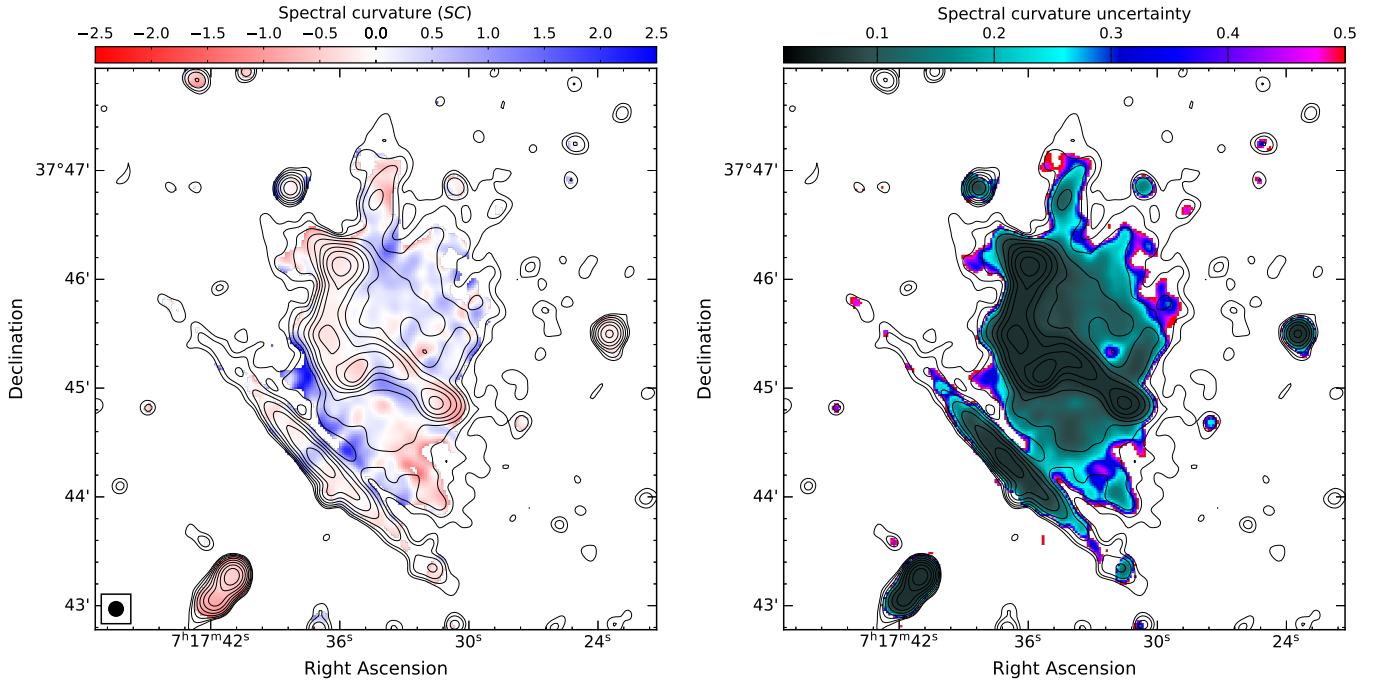 Spectral curvature (SC)
−2.5 −2.0 −1.5 −1.0 −0.5 0.0 0.5 1.0 1.5 2.0 2.5
Declination
37°47'
46'
45'
44'
43'
7h17m42s 36s 30s 24s
Right Ascension
Spectral curvature uncertainty
0.1 0.2 0.3 0.4 0.5
Declination
37°47'
46'
45'
44'
43'
7h17m42s 36s 30s 24s
Right Ascension